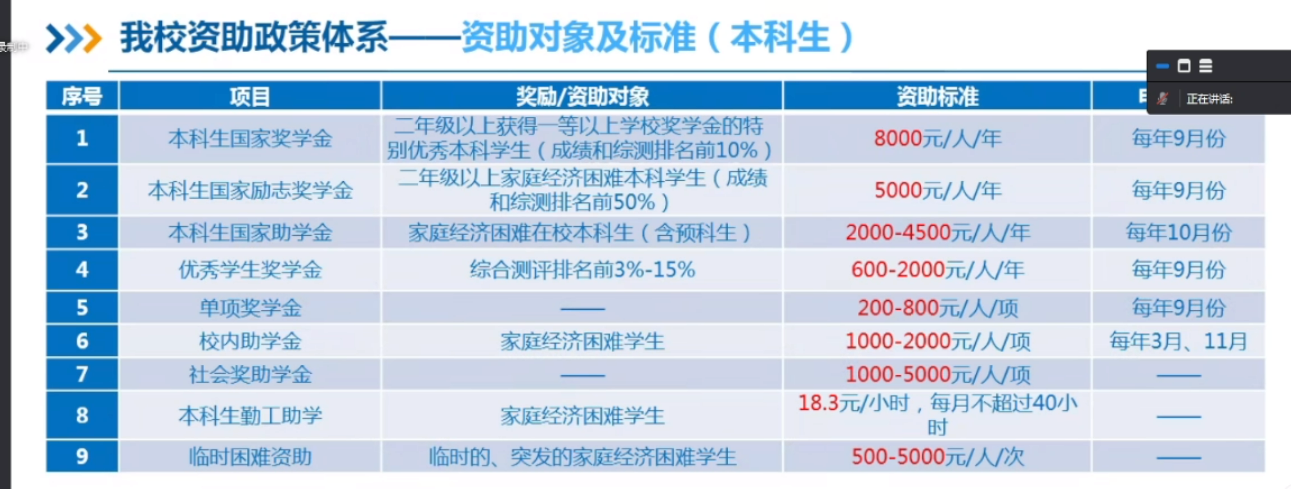 我校资助政策体系——资助对象及标准（本科生）
录制中
正在讲话:
序号 项目 奖励/资助对象 资助标准
1 本科生国家奖学金 二年级以上获得一等以上学校奖学金的特 8000元/人/年 每年9月份
别优秀本科学生（成绩和综测排名前10%）
2 本科生国家励志奖学金 二年级以上家庭经济困难本科学生（成绩 5000元/人/年 每年9月份
和综测排名前50%）
3 本科生国家助学金 家庭经济困难在校本科生（含预科生） 2000-4500元/人/年 每年10月份
4 优秀学生奖学金 综合测评排名前3%-15% 600-2000元/人/年 每年9月份
5 单项奖学金 —— 200-800元/人/项 每年9月份
6 校内助学金 家庭经济困难学生 1000-2000元/人/项 每年3月、11月
7 社会奖助学金 —— 1000-5000元/人/项 ——
8 本科生勤工助学 家庭经济困难学生 18.3元/小时，每月不超过40小 ——
时
9 临时困难资助 临时的、突发的家庭经济困难学生 500-5000元/人/次 ——